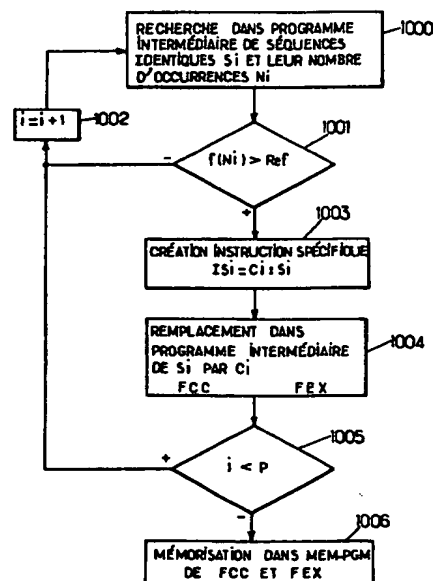 RECHERCHE DANS PROGRAMME
INTERMÉDIAIRE DE SÉQUENCES
IDENTIQUES Si ET LEUR NOMBRE
D'OCCURRENCES Ni
1000
i=i+1
1002
1001
f(Ni)> Ref
-
+
1003
CRÉATION INSTRUCTION SPÉCIFIQUE
ISi=Ci:Si
REMPLACEMENT DANS
PROGRAMME INTERMÉDIAIRE
DE Si PAR Ci
FCC FEX
1004
1005
+
i < P
-
1006
MÉMORISATION DANS MEM-PGM
DE FCC ET FEX